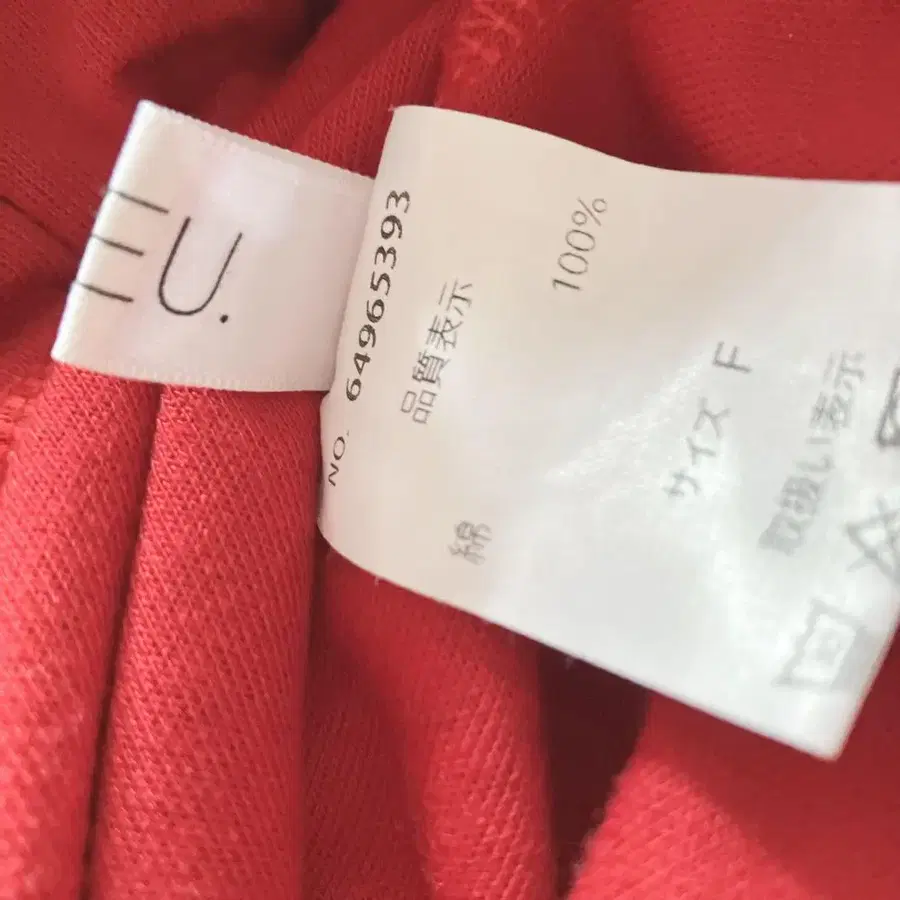 EU.
NO. 64965393
品質表示
綿 100%
サイズ F
取扱い表示